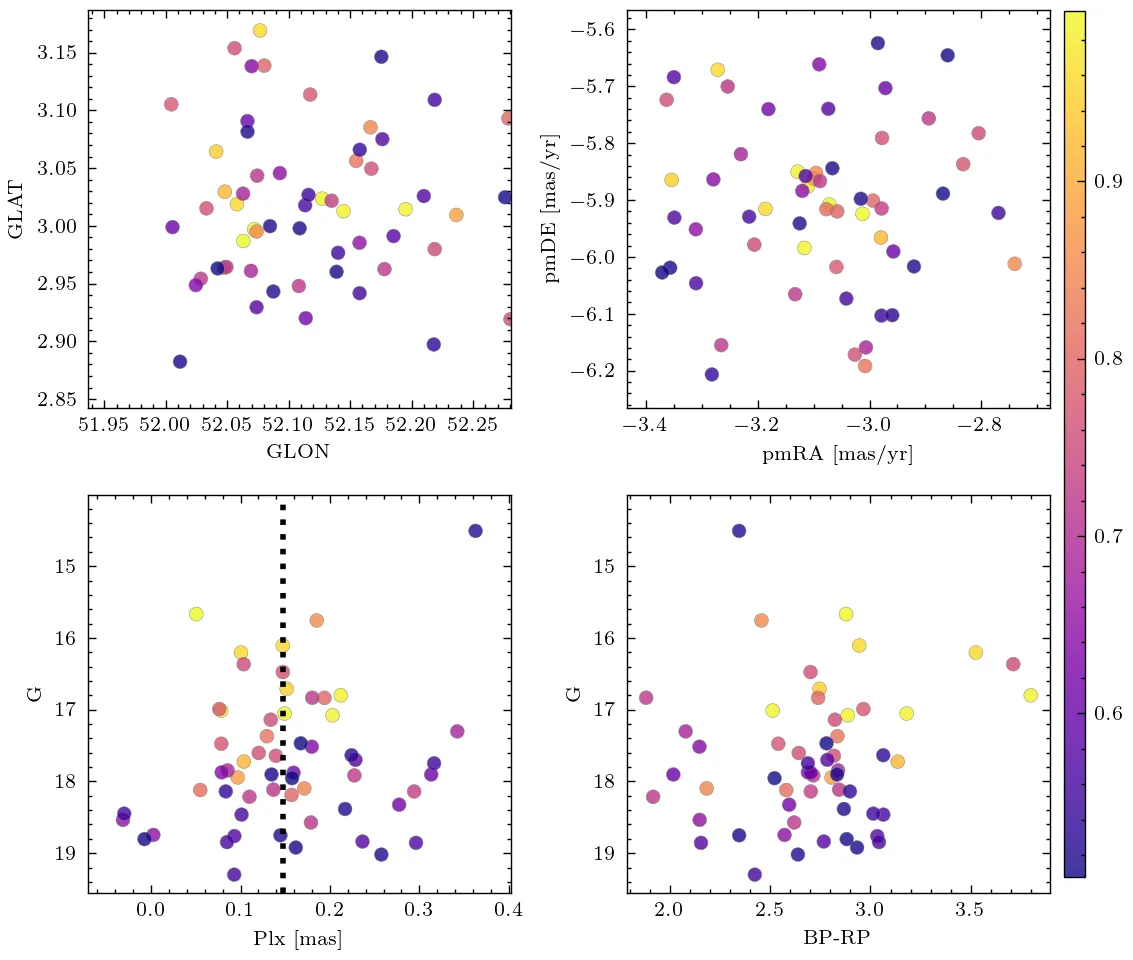 3.15
3.10
3.05
3.00
2.95
2.90
2.85
GLAT
51.95 52.00 52.05 52.10 52.15 52.20 52.25
GLON
−5.6
−5.7
−5.8
−5.9
−6.0
−6.1
−6.2
pmDE [mas/yr]
−3.4 −3.2 −3.0 −2.8
pmRA [mas/yr]
0.9
0.8
0.7
0.6
15
16
17
18
19
G
0.0 0.1 0.2 0.3 0.4
Plx [mas]
15
16
17
18
19
G
2.0 2.5 3.0 3.5
BP-RP